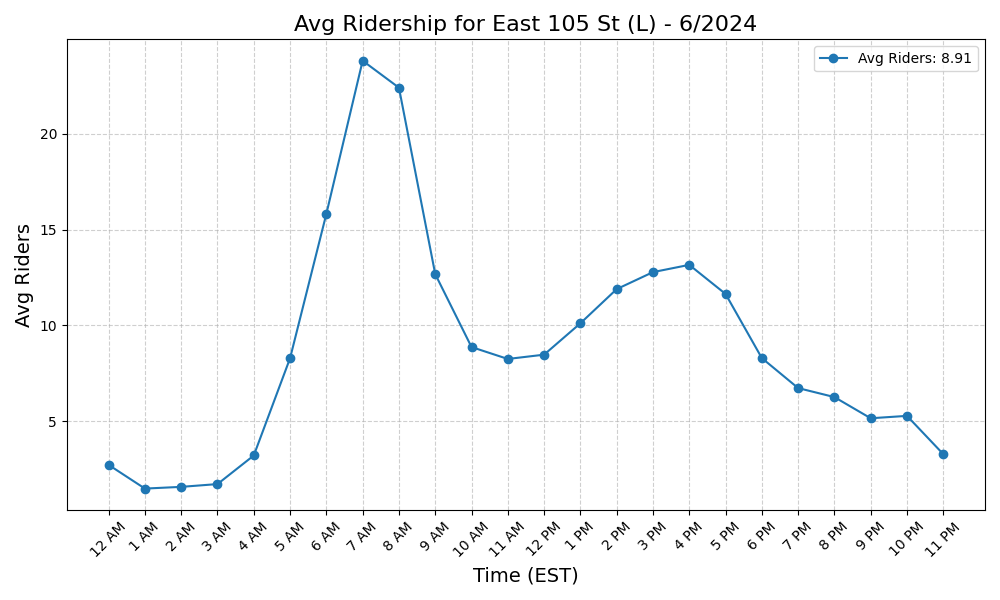 Avg Ridership for East 105 St (L) - 6/2024
Avg Riders: 8.91
Avg Riders
20
15
10
5
12 AM
1 AM
2 AM
3 AM
4 AM
5 AM
6 AM
7 AM
8 AM
9 AM
10 AM
11 AM
12 PM
1 PM
2 PM
3 PM
4 PM
5 PM
6 PM
7 PM
8 PM
9 PM
10 PM
11 PM
Time (EST)